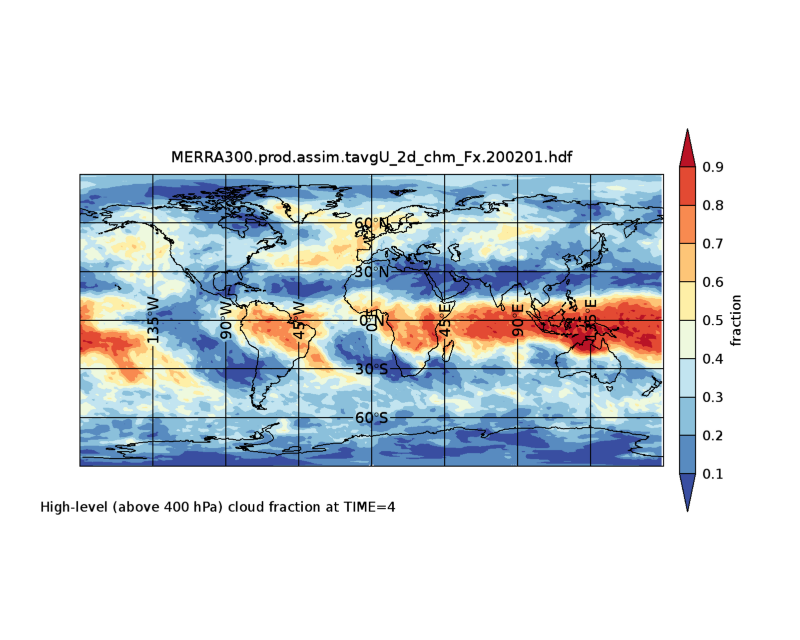 MERRA300.prod.assim.tavgU_2d_chm_Fx.200201.hdf
0.9
0.8
0.7
0.6
0.5
0.4
0.3
0.2
0.1
fraction
60°N
30°N
0°N
30°S
60°S
135°W
90°W
45°W
0°E
45°E
90°E
135°E
High-level (above 400 hPa) cloud fraction at TIME=4